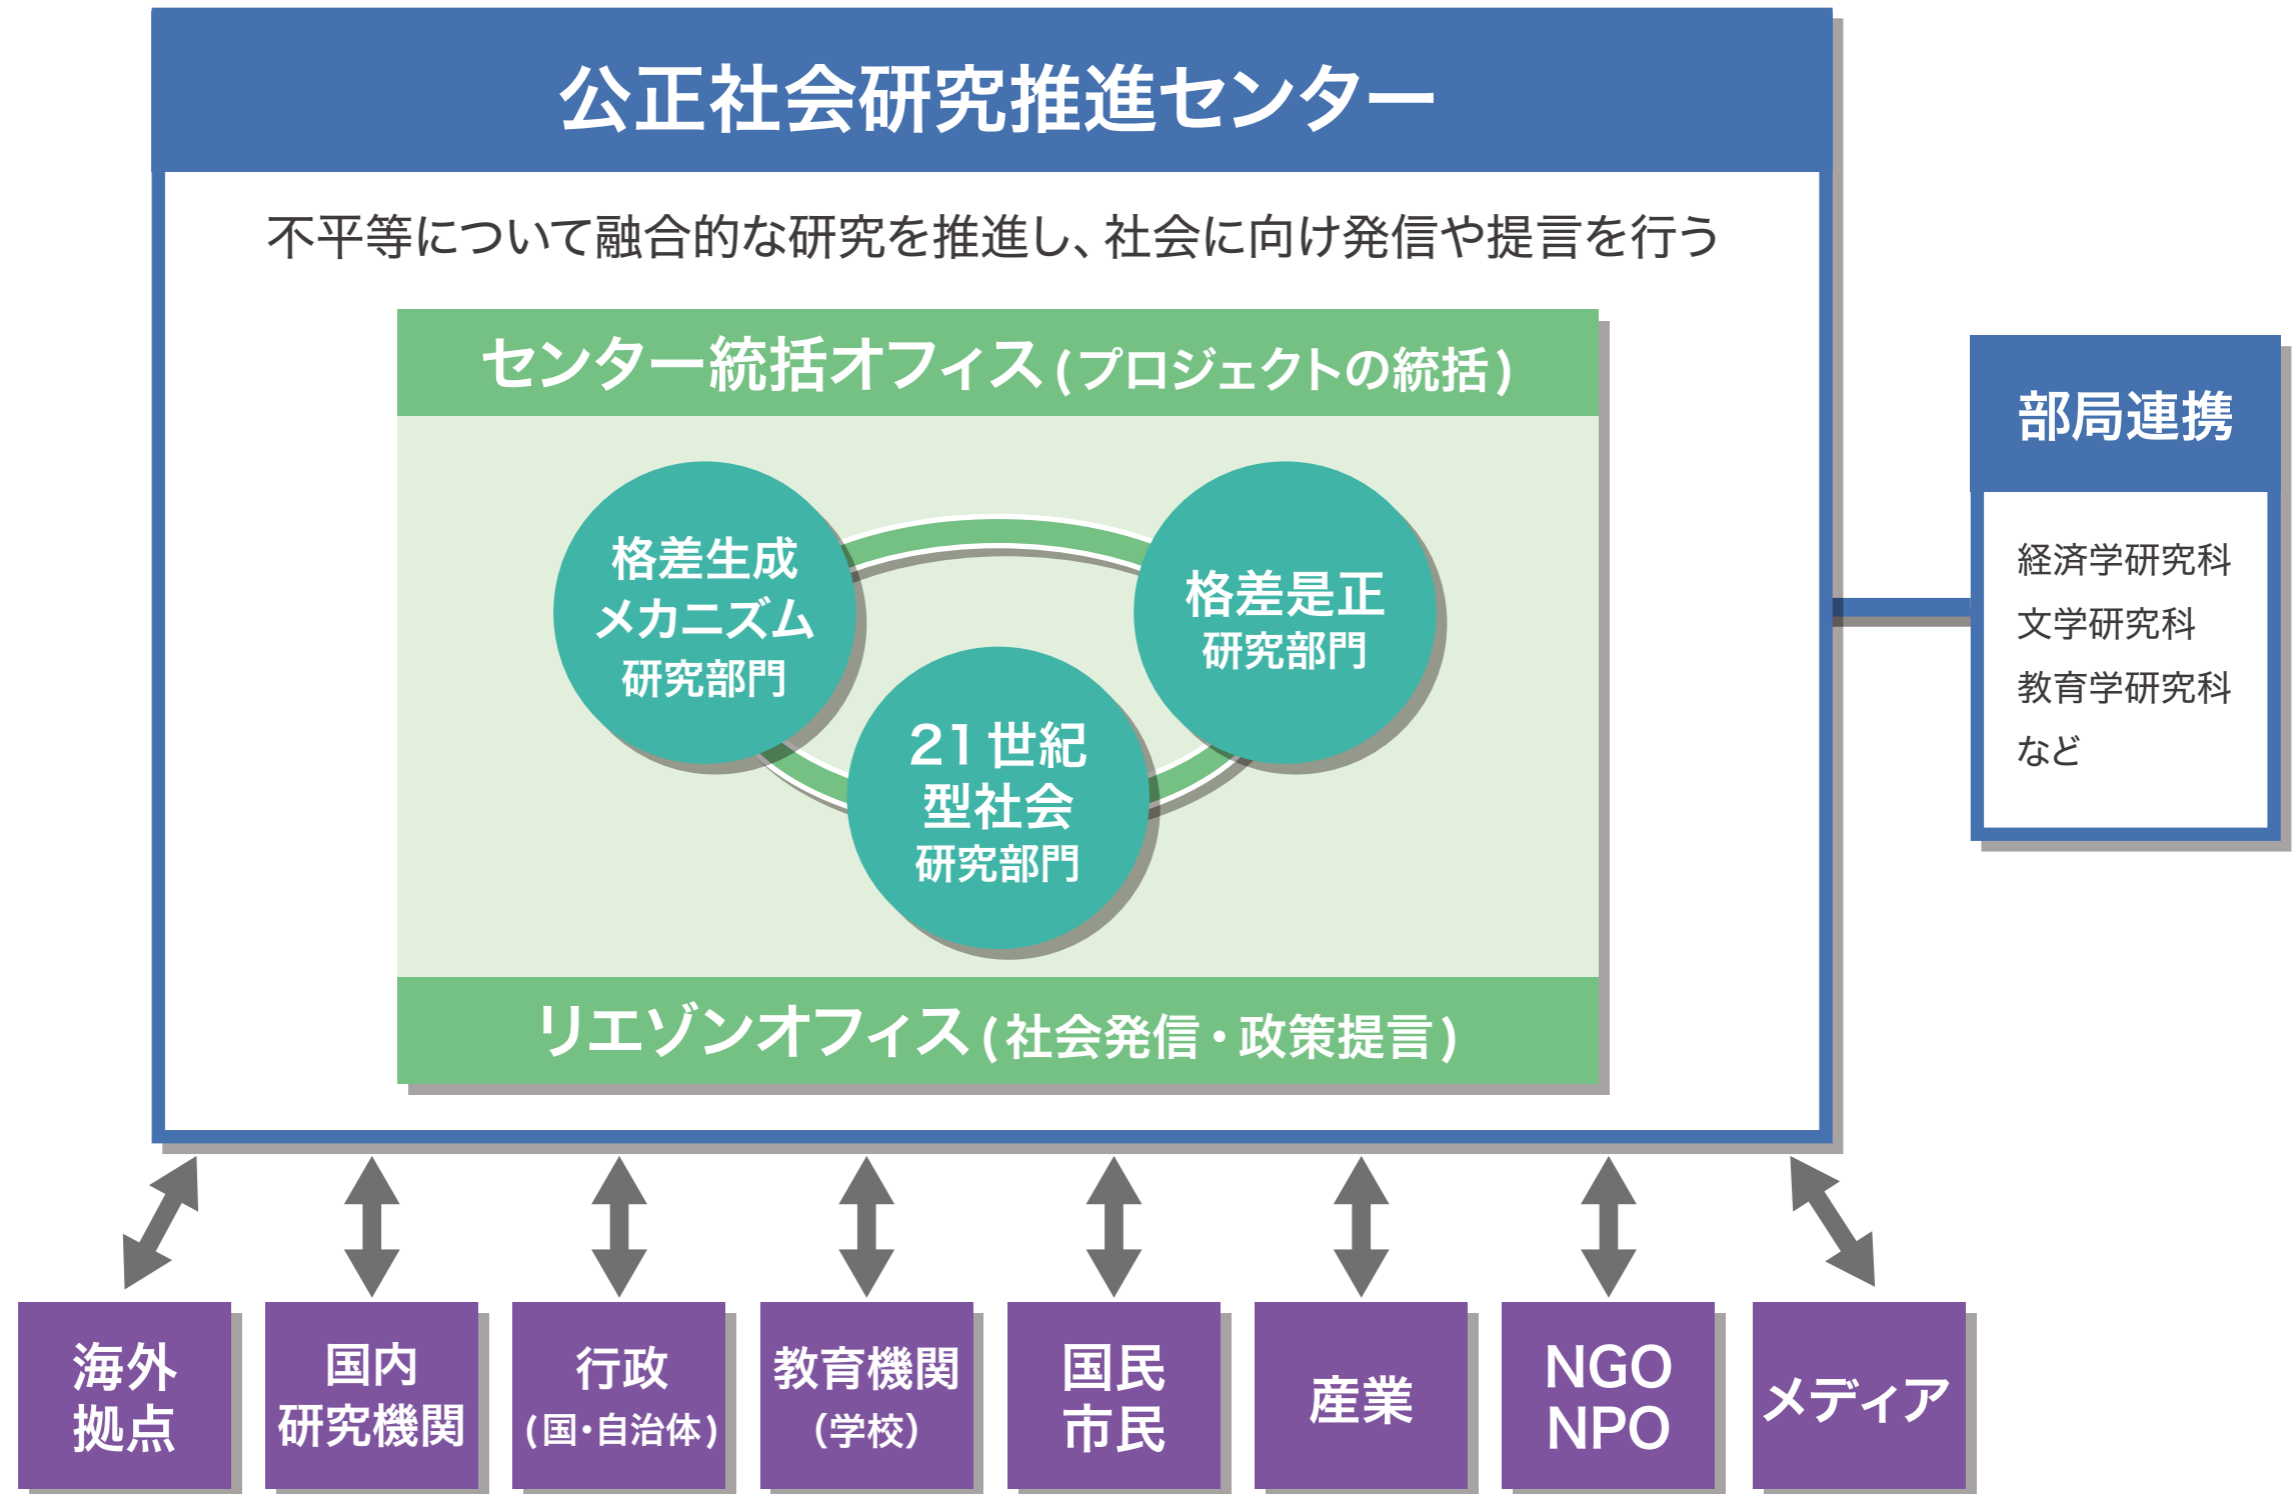 公正社会研究推進センター
不平等について融合的な研究を推進し、社会に向け発信や提言を行う
センター統括オフィス(プロジェクトの統括)
格差生成
メカニズム
研究部門
格差是正
研究部門
21世紀
型社会
研究部門
リエゾンオフィス(社会発信・政策提言)
部局連携
経済学研究科
文学研究科
教育学研究科
など
海外
拠点
国内
研究機関
行政
(国・自治体)
教育機関
（学校）
国民
市民
産業
NGO
NPO
メディア